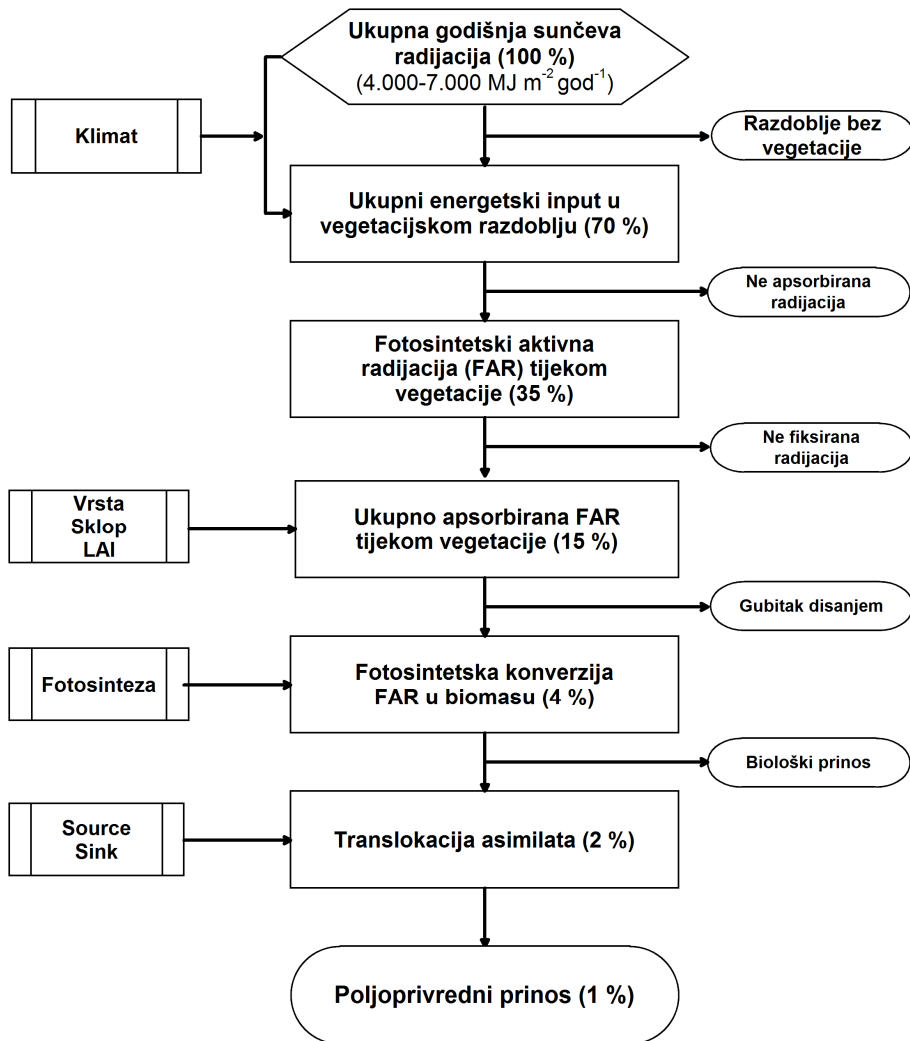 Ukupna godišnja sunčeva
radijacija (100 %)
(4.000-7.000 MJ m⁻² god⁻¹)
Klimat
Razdoblje bez
vegetacije
Ukupni energetski input u
vegetacijskom razdoblju (70 %)
Ne apsorbirana
radijacija
Fotosintetski aktivna
radijacija (FAR) tijekom
vegetacije (35 %)
Ne fiksirana
radijacija
Vrsta
Sklop
LAI
Ukupno apsorbirana FAR
tijekom vegetacije (15 %)
Gubitak disanjem
Fotosinteza
Fotosintetska konverzija
FAR u biomasu (4 %)
Biološki prinos
Source
Sink
Translokacija asimilata (2 %)
Poljoprivredni prinos (1 %)